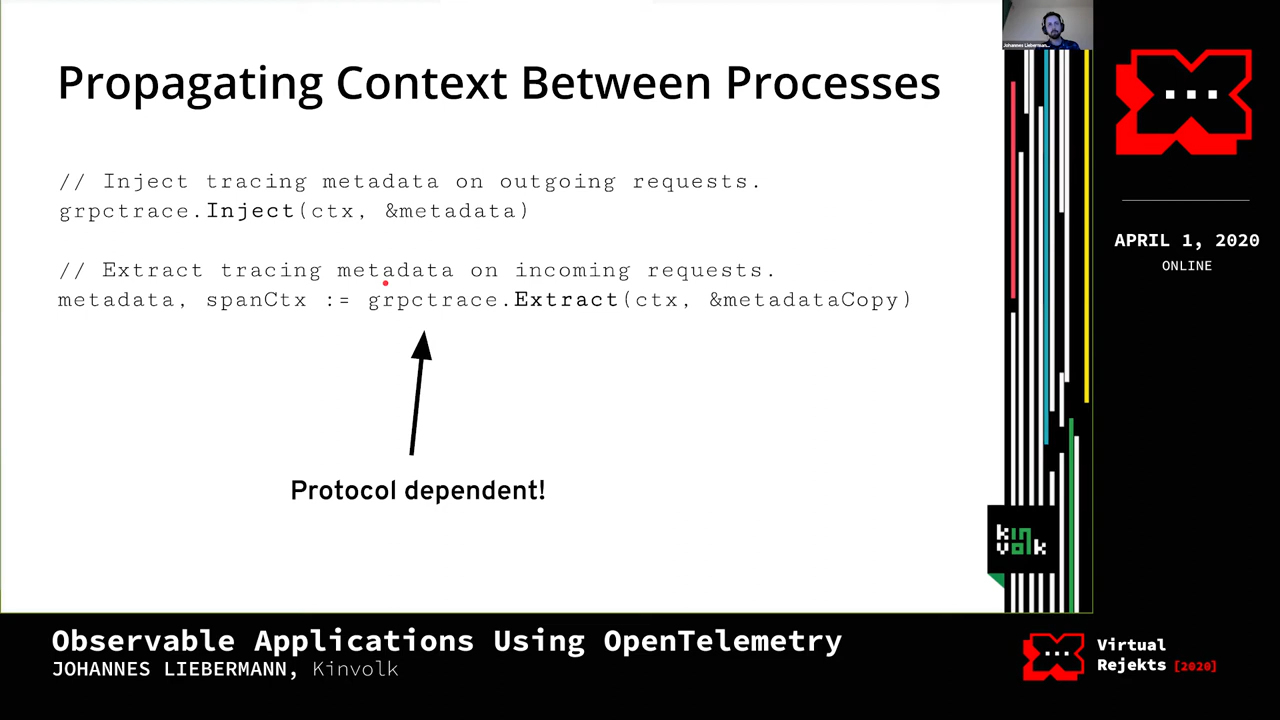 Propagating Context Between Processes
// Inject tracing metadata on outgoing requests.
grpctrace.Inject(ctx, &metadata)
// Extract tracing metadata on incoming requests.
metadata, spanCtx := grpctrace.Extract(ctx, &metadataCopy)
Protocol dependent!
kin
volk
APRIL 1, 2020
ONLINE
Observable Applications Using OpenTelemetry
JOHANNES LIEBERMANN, Kinvolk
Virtual
Rejekts [2020]